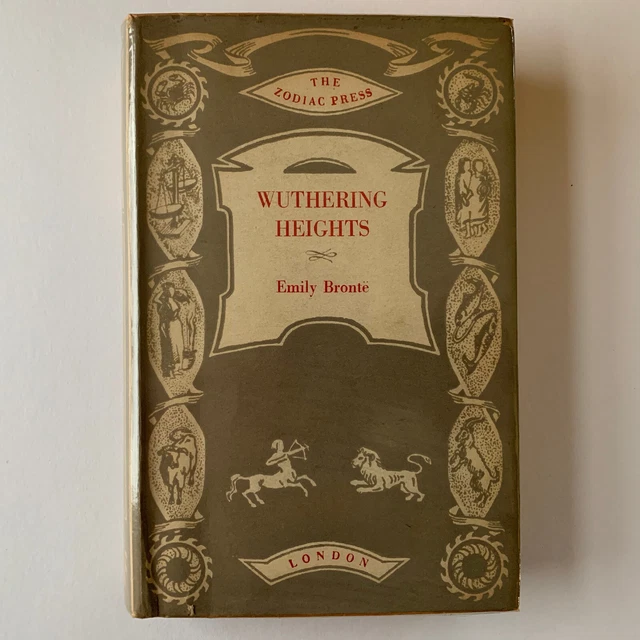 THE
ZODIAC PRESS
WUTHERING
HEIGHTS
Emily Brontë
LONDON